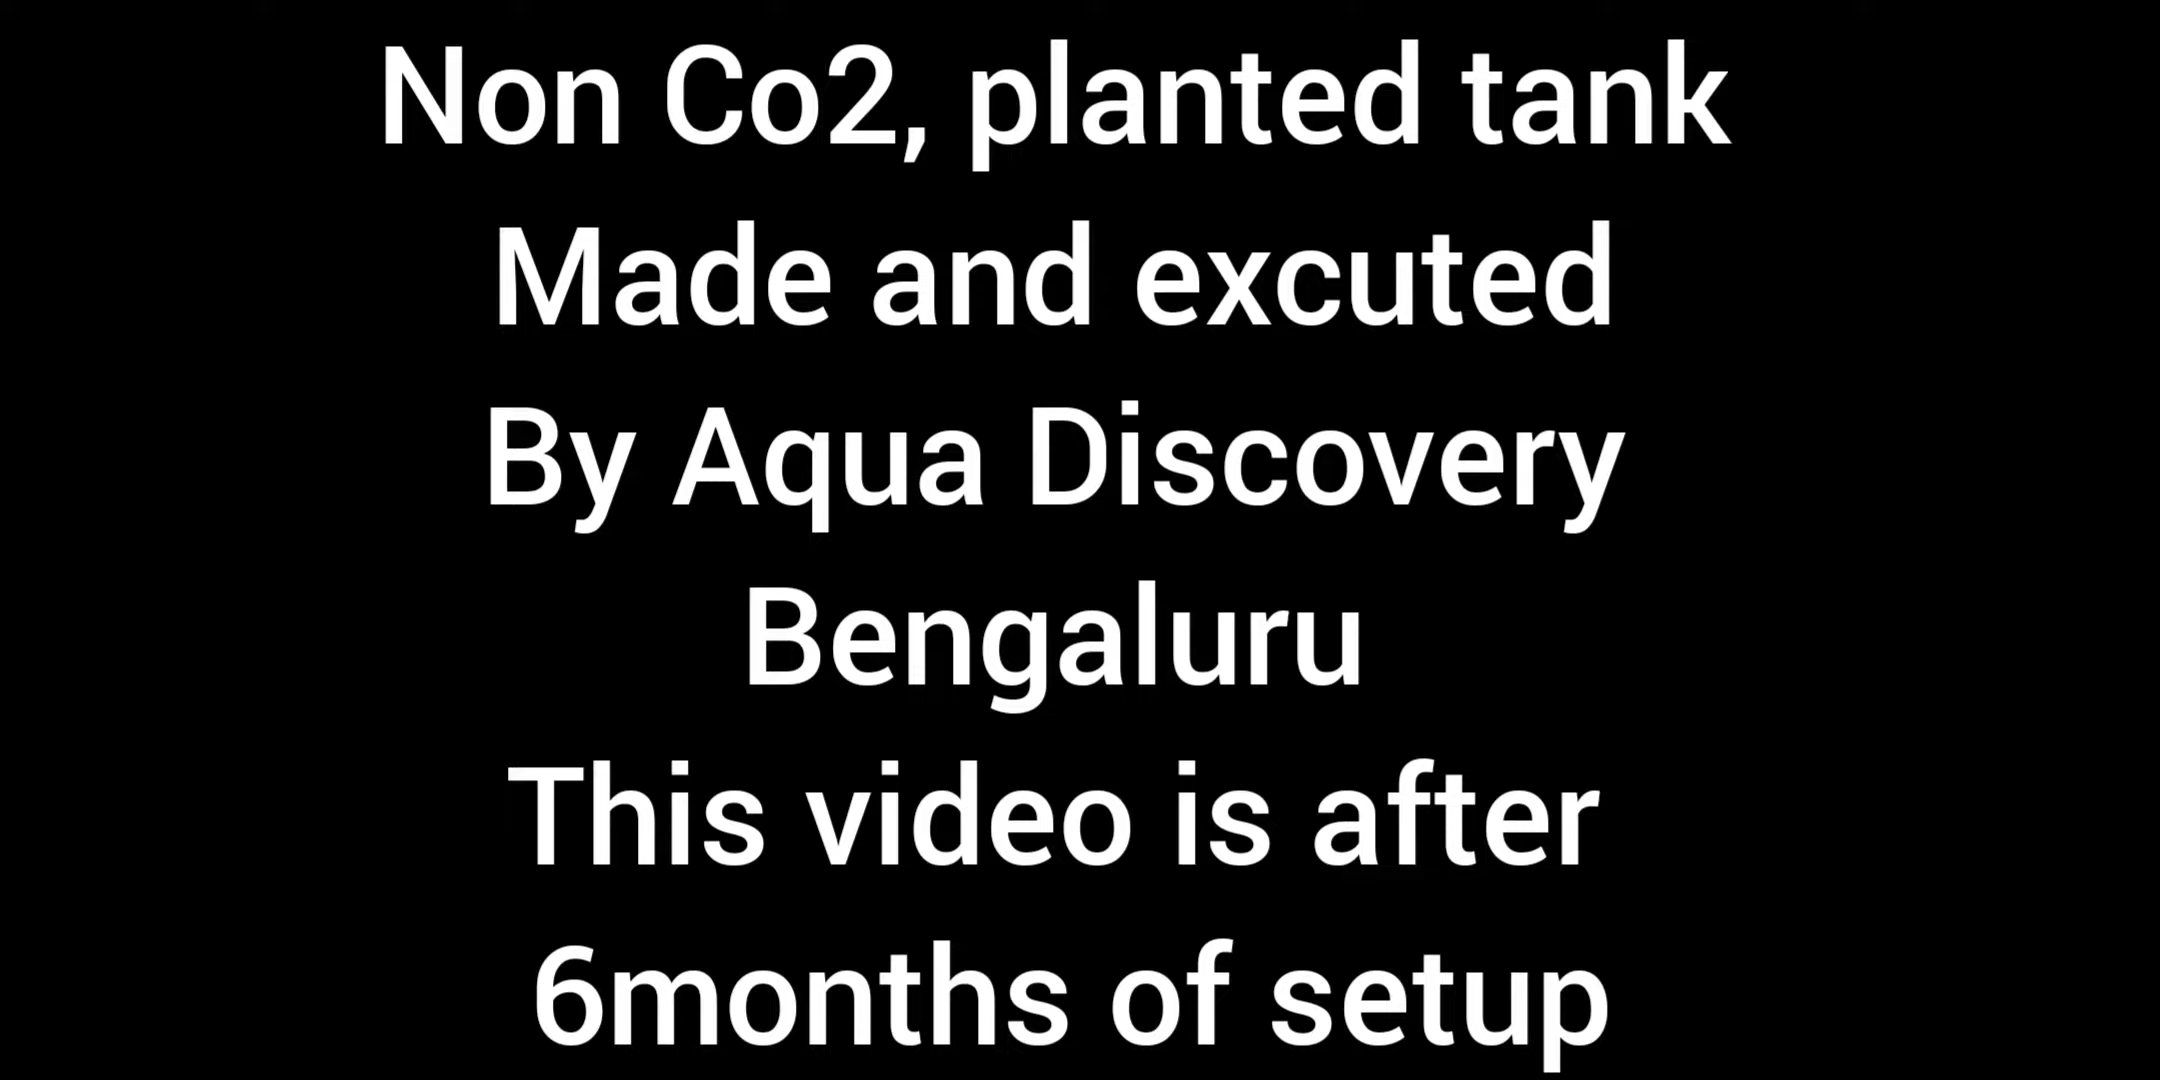 Non Co2, planted tank
Made and excuted
By Aqua Discovery
Bengaluru
This video is after
6months of setup